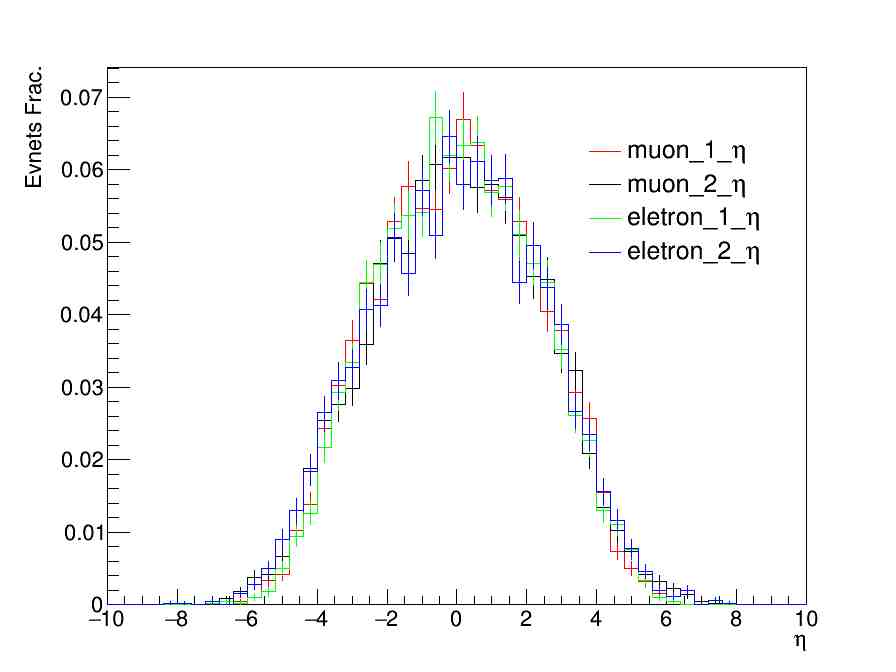 Evnets Frac.
0.07
0.06
0.05
0.04
0.03
0.02
0.01
0
muon_1_η
muon_2_η
eletron_1_η
eletron_2_η
−10 −8 −6 −4 −2 0 2 4 6 8 10
η